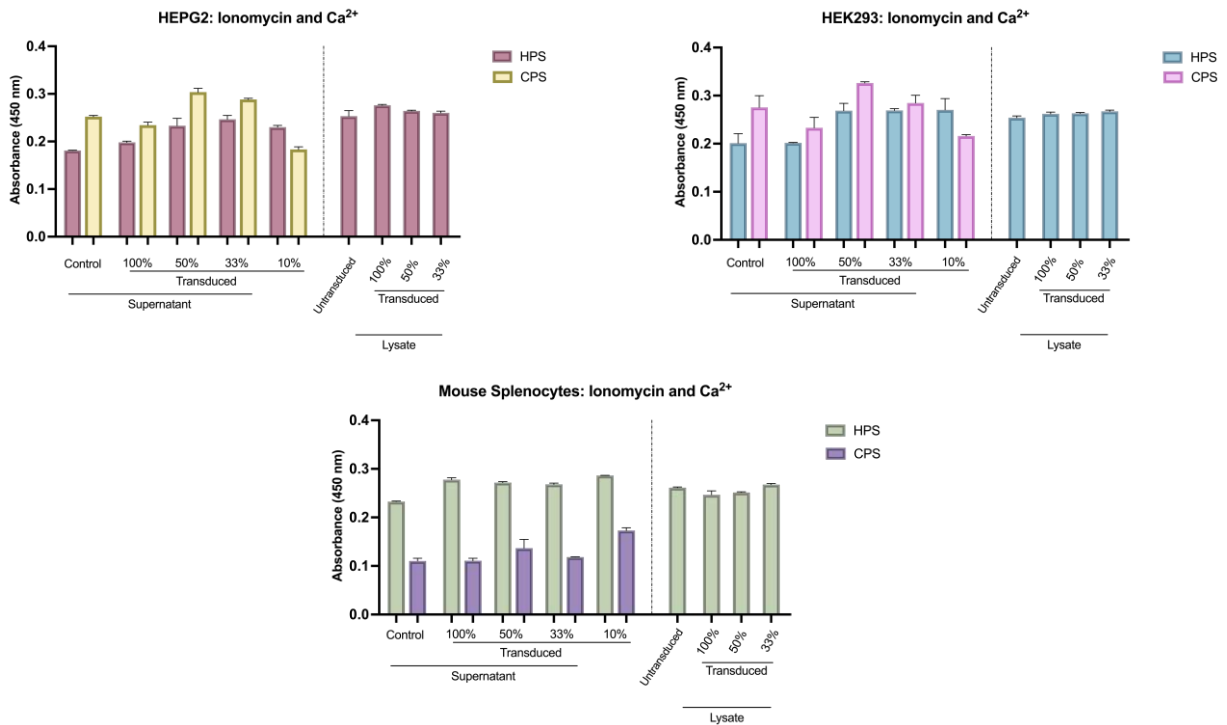 HEPG2: Ionomycin and Ca²⁺
Absorbance (450 nm)
0.4
0.3
0.2
0.1
0.0
HPS
CPS
Control 100% 50% 33% 10% Untransduced 100% 50% 33%
Transduced Transduced
Supernatant
Lysate
HEK293: Ionomycin and Ca²⁺
Absorbance (450 nm)
0.4
0.3
0.2
0.1
0.0
HPS
CPS
Control 100% 50% 33% 10% Untransduced 100% 50% 33%
Transduced Transduced
Supernatant
Lysate
Mouse Splenocytes: Ionomycin and Ca²⁺
Absorbance (450 nm)
0.4
0.3
0.2
0.1
0.0
HPS
CPS
Control 100% 50% 33% 10% Untransduced 100% 50% 33%
Transduced Transduced
Supernatant
Lysate